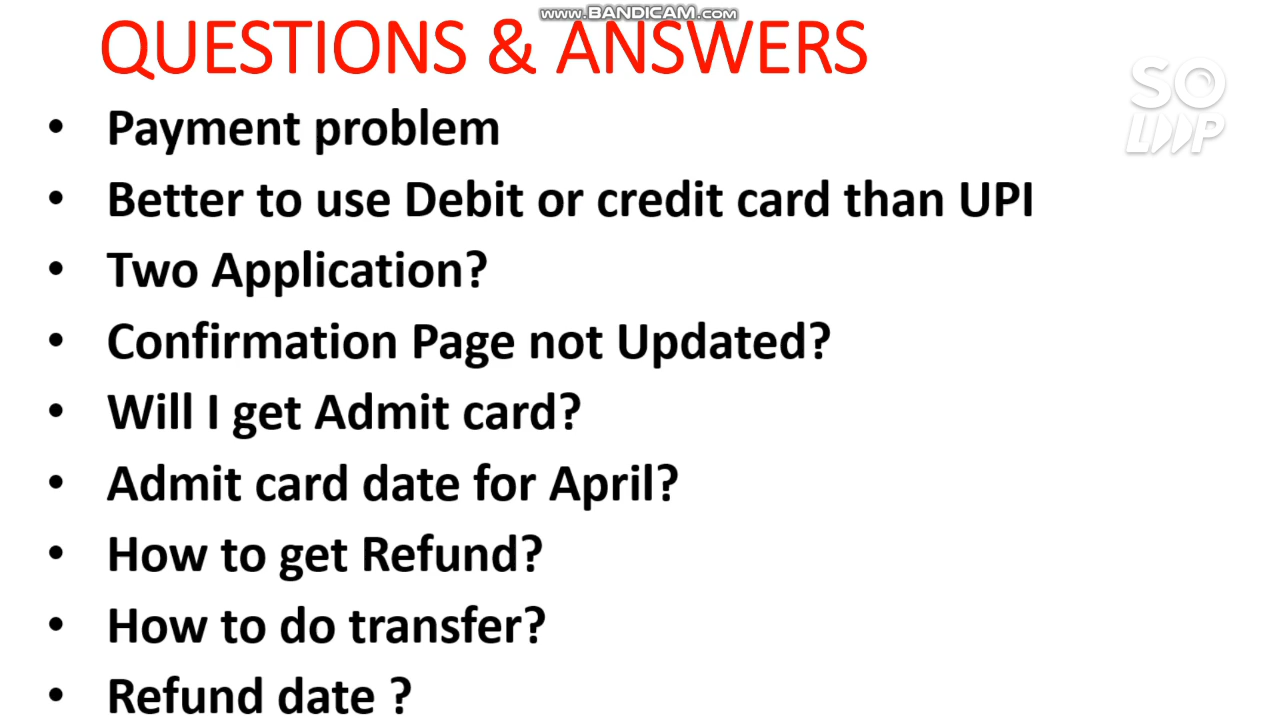 www.BANDICAM.com
QUESTIONS & ANSWERS
SO
LOOP
• Payment problem
• Better to use Debit or credit card than UPI
• Two Application?
• Confirmation Page not Updated?
• Will I get Admit card?
• Admit card date for April?
• How to get Refund?
• How to do transfer?
• Refund date ?